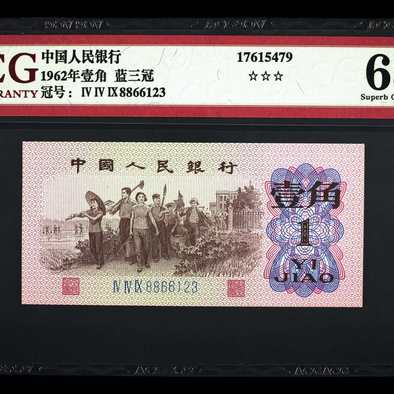 CG
中国人民银行
1962年壹角 蓝三冠
冠号: Ⅳ Ⅳ Ⅸ 8866123
17615479
☆☆☆
6
Superb G
中國人民銀行
壹角
1
YI
JIAO
Ⅳ Ⅳ Ⅸ 8866123